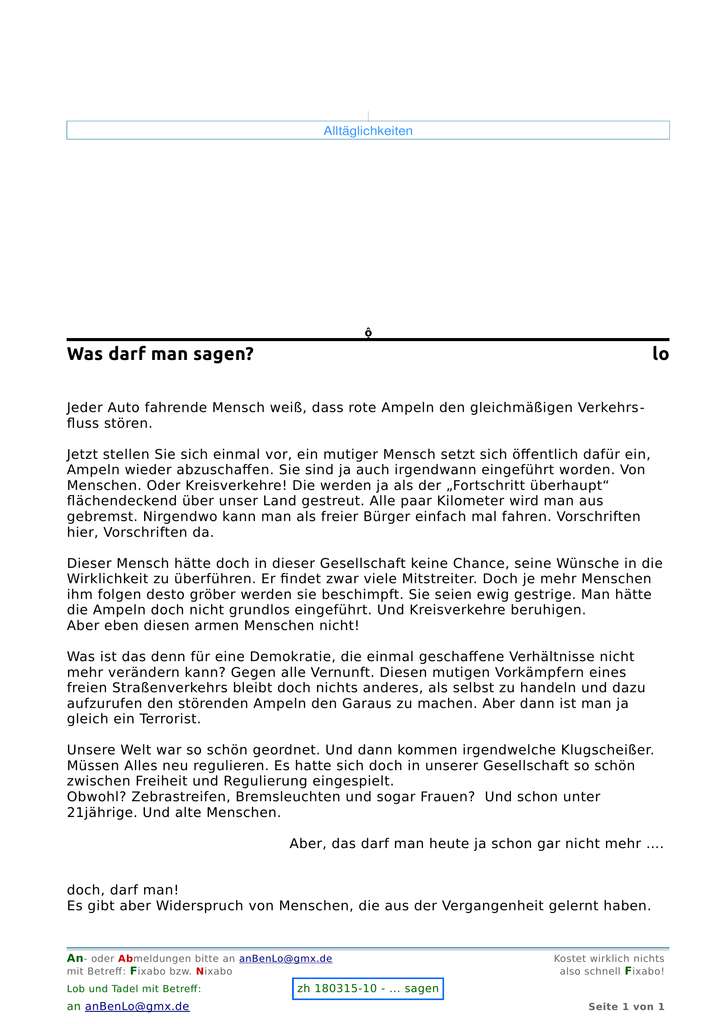 Alltäglichkeiten
Was darf man sagen? lo
Jeder Auto fahrende Mensch weiß, dass rote Ampeln den gleichmäßigen Verkehrs-
fluss stören.
Jetzt stellen Sie sich einmal vor, ein mutiger Mensch setzt sich öffentlich dafür ein,
Ampeln wieder abzuschaffen. Sie sind ja auch irgendwann eingeführt worden. Von
Menschen. Oder Kreisverkehre! Die werden ja als der „Fortschritt überhaupt“
flächendeckend über unser Land gestreut. Alle paar Kilometer wird man aus
gebremst. Nirgendwo kann man als freier Bürger einfach mal fahren. Vorschriften
hier, Vorschriften da.
Dieser Mensch hätte doch in dieser Gesellschaft keine Chance, seine Wünsche in die
Wirklichkeit zu überführen. Er findet zwar viele Mitstreiter. Doch je mehr Menschen
ihm folgen desto gröber werden sie beschimpft. Sie seien ewig gestrige. Man hätte
die Ampeln doch nicht grundlos eingeführt. Und Kreisverkehre beruhigen.
Aber eben diesen armen Menschen nicht!
Was ist das denn für eine Demokratie, die einmal geschaffene Verhältnisse nicht
mehr verändern kann? Gegen alle Vernunft. Diesen mutigen Vorkämpfern eines
freien Straßenverkehrs bleibt doch nichts anderes, als selbst zu handeln und dazu
aufzurufen den störenden Ampeln den Garaus zu machen. Aber dann ist man ja
gleich ein Terrorist.
Unsere Welt war so schön geordnet. Und dann kommen irgendwelche Klugscheißer.
Müssen Alles neu regulieren. Es hatte sich doch in unserer Gesellschaft so schön
zwischen Freiheit und Regulierung eingespielt.
Obwohl? Zebrastreifen, Bremsleuchten und sogar Frauen? Und schon unter
21jährige. Und alte Menschen.
Aber, das darf man heute ja schon gar nicht mehr ....
doch, darf man!
Es gibt aber Widerspruch von Menschen, die aus der Vergangenheit gelernt haben.
An- oder Abmeldungen bitte an anBenLo@gmx.de Kostet wirklich nichts
mit Betreff: Fixabo bzw. Nixabo also schnell Fixabo!
Lob und Tadel mit Betreff: zh 180315-10 - ... sagen
an anBenLo@gmx.de Seite 1 von 1